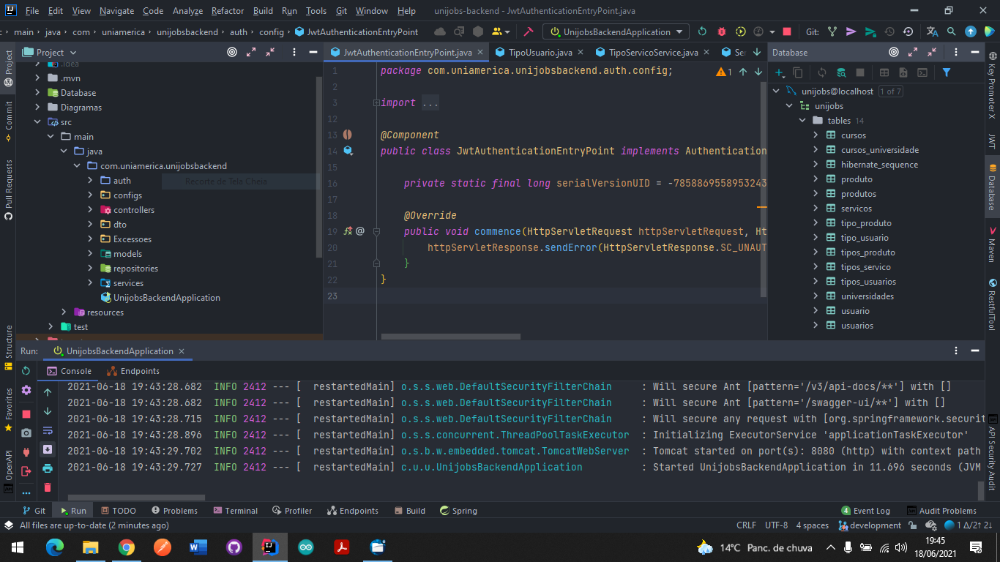 File Edit View Navigate Code Analyze Refactor Build Run Tools Git Window Help unijobs-backend - JwtAuthenticationEntryPoint.java
main java com uniamerica unijobsbackend auth config JwtAuthenticationEntryPoint UnijobsBackendApplication Git:
Project JwtAuthenticationEntryPoint.java TipoUsuario.java TipoServicoService.java Database
.idea
.mvn
Database
Diagramas
src
main
java
com.uniamerica.unijobsbackend
auth
Recorte de Tela Cheia
configs
controllers
dto
Excessoes
models
repositories
services
UnijobsBackendApplication
resources
test
1 package com.uniamerica.unijobsbackend.auth.config; 1
2
3 import ...
12
13 @Component
14 public class JwtAuthenticationEntryPoint implements Authentication
15
16 private static final long serialVersionUID = -7858869558953243
17
18 @Override
19 public void commence(HttpServletRequest httpServletRequest, Ht
20 httpServletResponse.sendError(HttpServletResponse.SC_UNAUT
21 }
22 }
23
unijobs@localhost 1 of 7
unijobs
tables 14
cursos
cursos_universidade
hibernate_sequence
produto
produtos
servicos
tipo_produto
tipo_usuario
tipos_produto
tipos_servico
tipos_usuarios
universidades
usuario
usuarios
Project
Commit
Pull Requests
Structure
Favorites
OpenAPI
Key Promoter X
JWT
Database
Maven
RestfulTool
API Security Audit
Run: UnijobsBackendApplication
Console Endpoints
2021-06-18 19:43:28.682 INFO 2412 --- [ restartedMain] o.s.s.web.DefaultSecurityFilterChain : Will secure Ant [pattern='/v3/api-docs/**'] with []
2021-06-18 19:43:28.682 INFO 2412 --- [ restartedMain] o.s.s.web.DefaultSecurityFilterChain : Will secure Ant [pattern='/swagger-ui/**'] with []
2021-06-18 19:43:28.715 INFO 2412 --- [ restartedMain] o.s.s.web.DefaultSecurityFilterChain : Will secure any request with [org.springframework.securit
2021-06-18 19:43:28.896 INFO 2412 --- [ restartedMain] o.s.s.concurrent.ThreadPoolTaskExecutor : Initializing ExecutorService 'applicationTaskExecutor'
2021-06-18 19:43:29.702 INFO 2412 --- [ restartedMain] o.s.b.w.embedded.tomcat.TomcatWebServer : Tomcat started on port(s): 8080 (http) with context path
2021-06-18 19:43:29.727 INFO 2412 --- [ restartedMain] c.u.u.UnijobsBackendApplication : Started UnijobsBackendApplication in 11.696 seconds (JVM
Git Run TODO Problems Terminal Profiler Endpoints Build Spring 4 Event Log Audit Problems
All files are up-to-date (2 minutes ago) CRLF UTF-8 4 spaces development 1 Δ/2↑ 2↓
14°C Panc. de chuva 19:45
18/06/2021